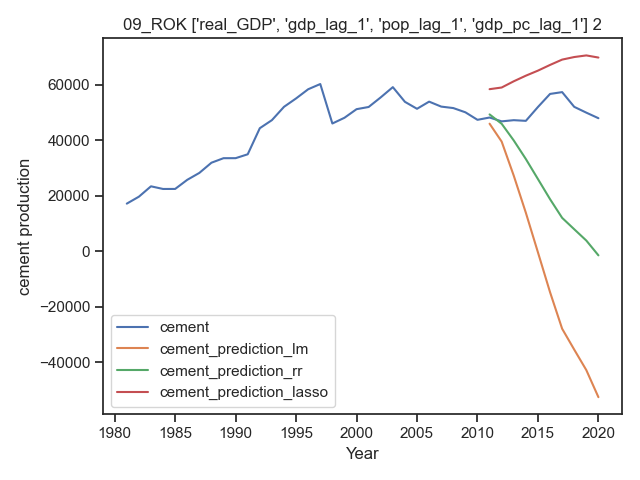 09_ROK ['real_GDP', 'gdp_lag_1', 'pop_lag_1', 'gdp_pc_lag_1'] 2
60000
40000
20000
0
−20000
−40000
cement production
cement
cement_prediction_lm
cement_prediction_rr
cement_prediction_lasso
1980 1985 1990 1995 2000 2005 2010 2015 2020
Year